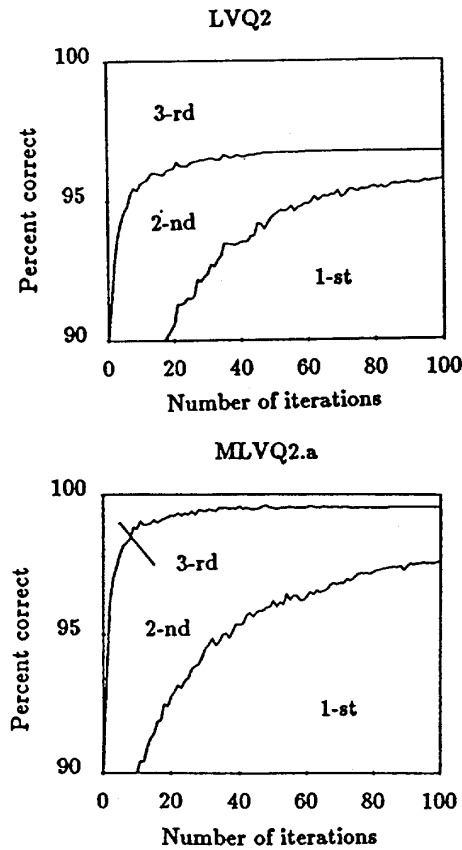 LVQ2
100
3-rd
95
2-nd
1-st
90
0 20 40 60 80 100
Percent correct
Number of iterations
MLVQ2.a
100
3-rd
95
2-nd
1-st
90
0 20 40 60 80 100
Percent correct
Number of iterations